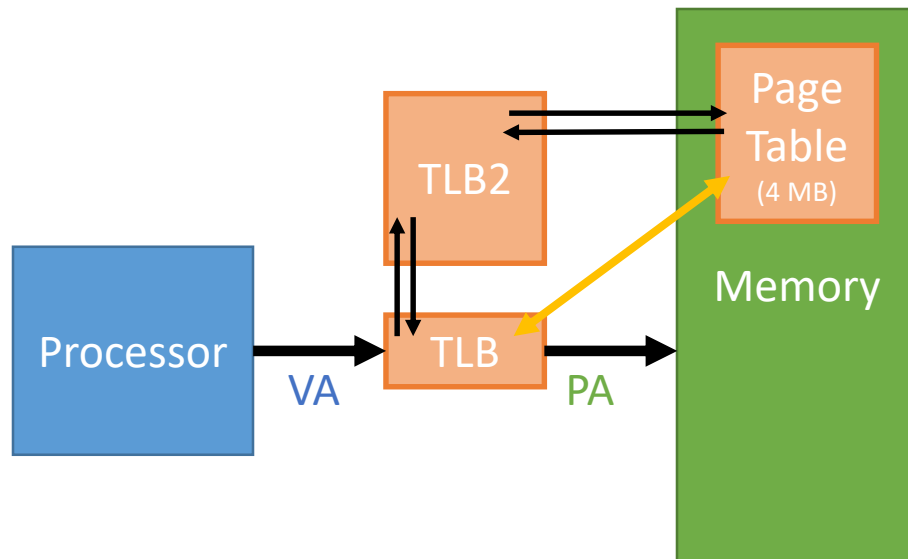 Page
Table
(4 MB)
TLB2
Memory
Processor
TLB
VA
PA